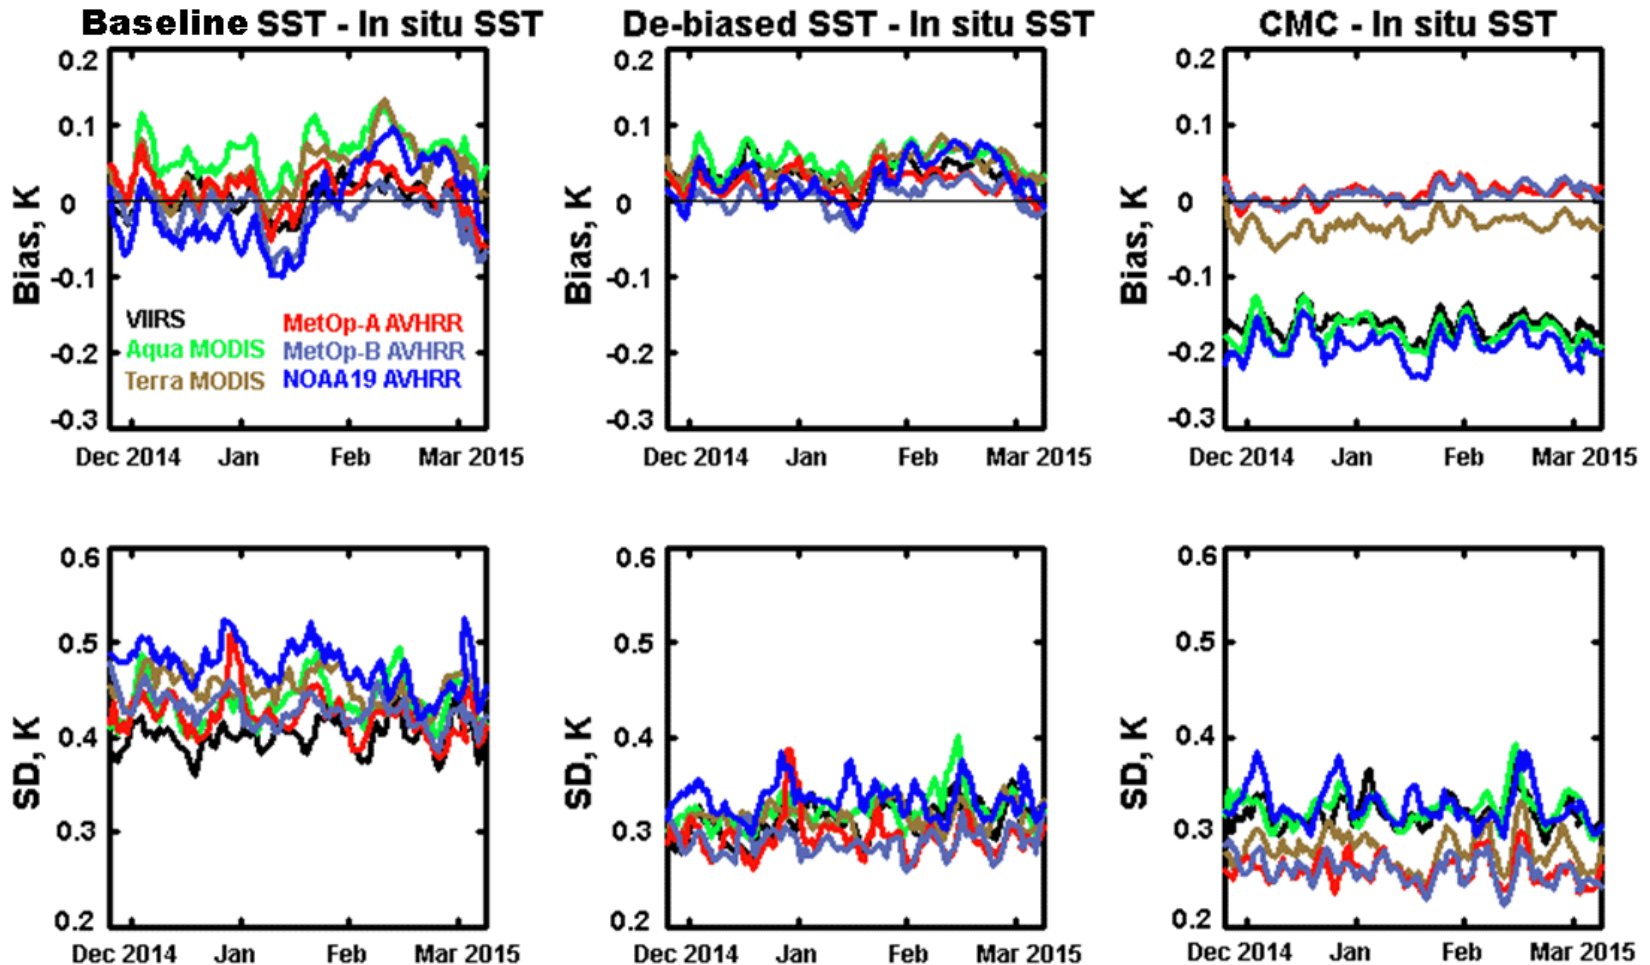 Baseline SST - In situ SST
De-biased SST - In situ SST
CMC - In situ SST
0.2
0.1
0
-0.1
-0.2
-0.3
Bias, K
VIIRS
Aqua MODIS
Terra MODIS
MetOp-A AVHRR
MetOp-B AVHRR
NOAA19 AVHRR
Dec 2014 Jan Feb Mar 2015
0.2
0.1
0
-0.1
-0.2
-0.3
Bias, K
Dec 2014 Jan Feb Mar 2015
0.2
0.1
0
-0.1
-0.2
-0.3
Bias, K
Dec 2014 Jan Feb Mar 2015
0.6
0.5
0.4
0.3
0.2
SD, K
Dec 2014 Jan Feb Mar 2015
0.6
0.5
0.4
0.3
0.2
SD, K
Dec 2014 Jan Feb Mar 2015
0.6
0.5
0.4
0.3
0.2
SD, K
Dec 2014 Jan Feb Mar 2015